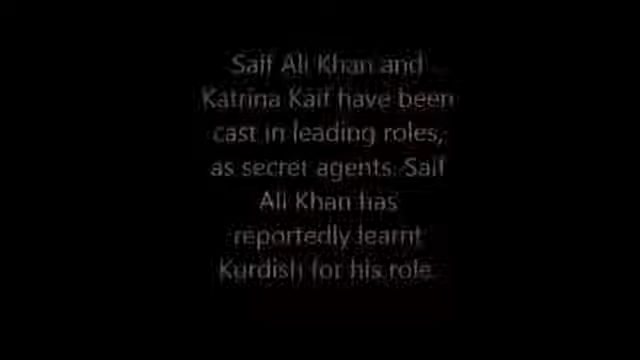 Saif Ali Khan and
Katrina Kaif have been
cast in leading roles,
as secret agents. Saif
Ali Khan has
reportedly learnt
Kurdish for his role.